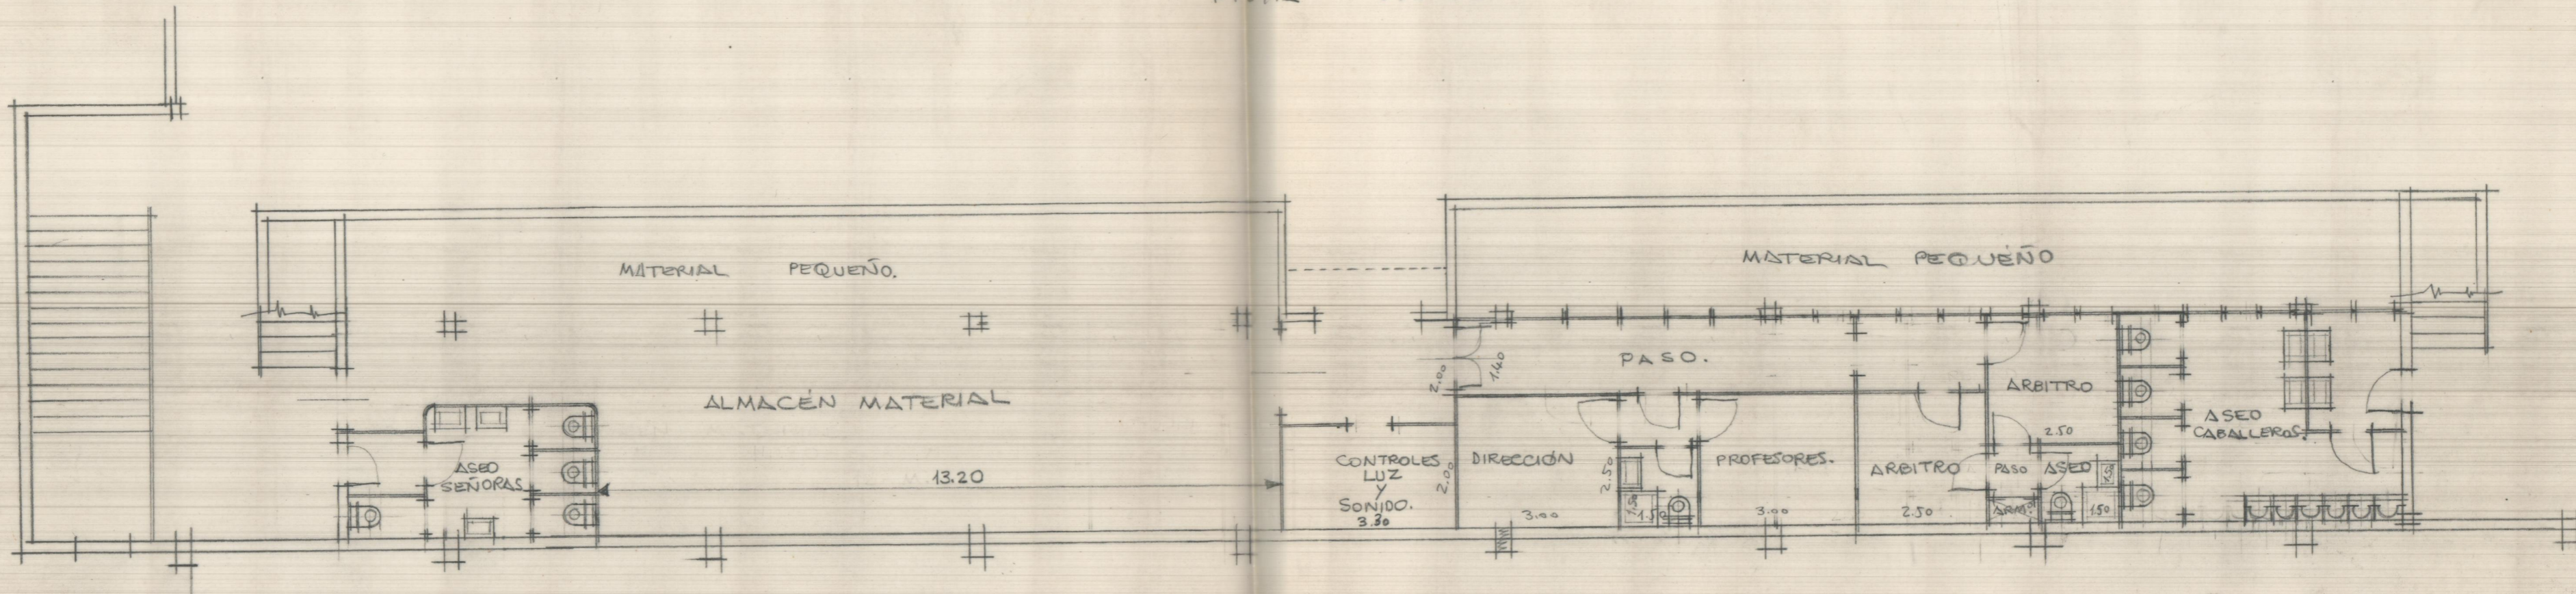 MATERIAL PEQUEÑO.
MATERIAL PEQUEÑO
PASO.
2.00
1.40
ARBITRO
2.50
ALMACÉN MATERIAL
13.20
ASEO
SEÑORAS
CONTROLES
LUZ
Y
SONIDO.
3.30
2.00
DIRECCIÓN
3.00
2.50
1.50
1.50
PROFESORES.
3.00
ARBITRO
2.50
PASO
ARM.
ASEO
1.50
150
ASEO
CABALLEROS.